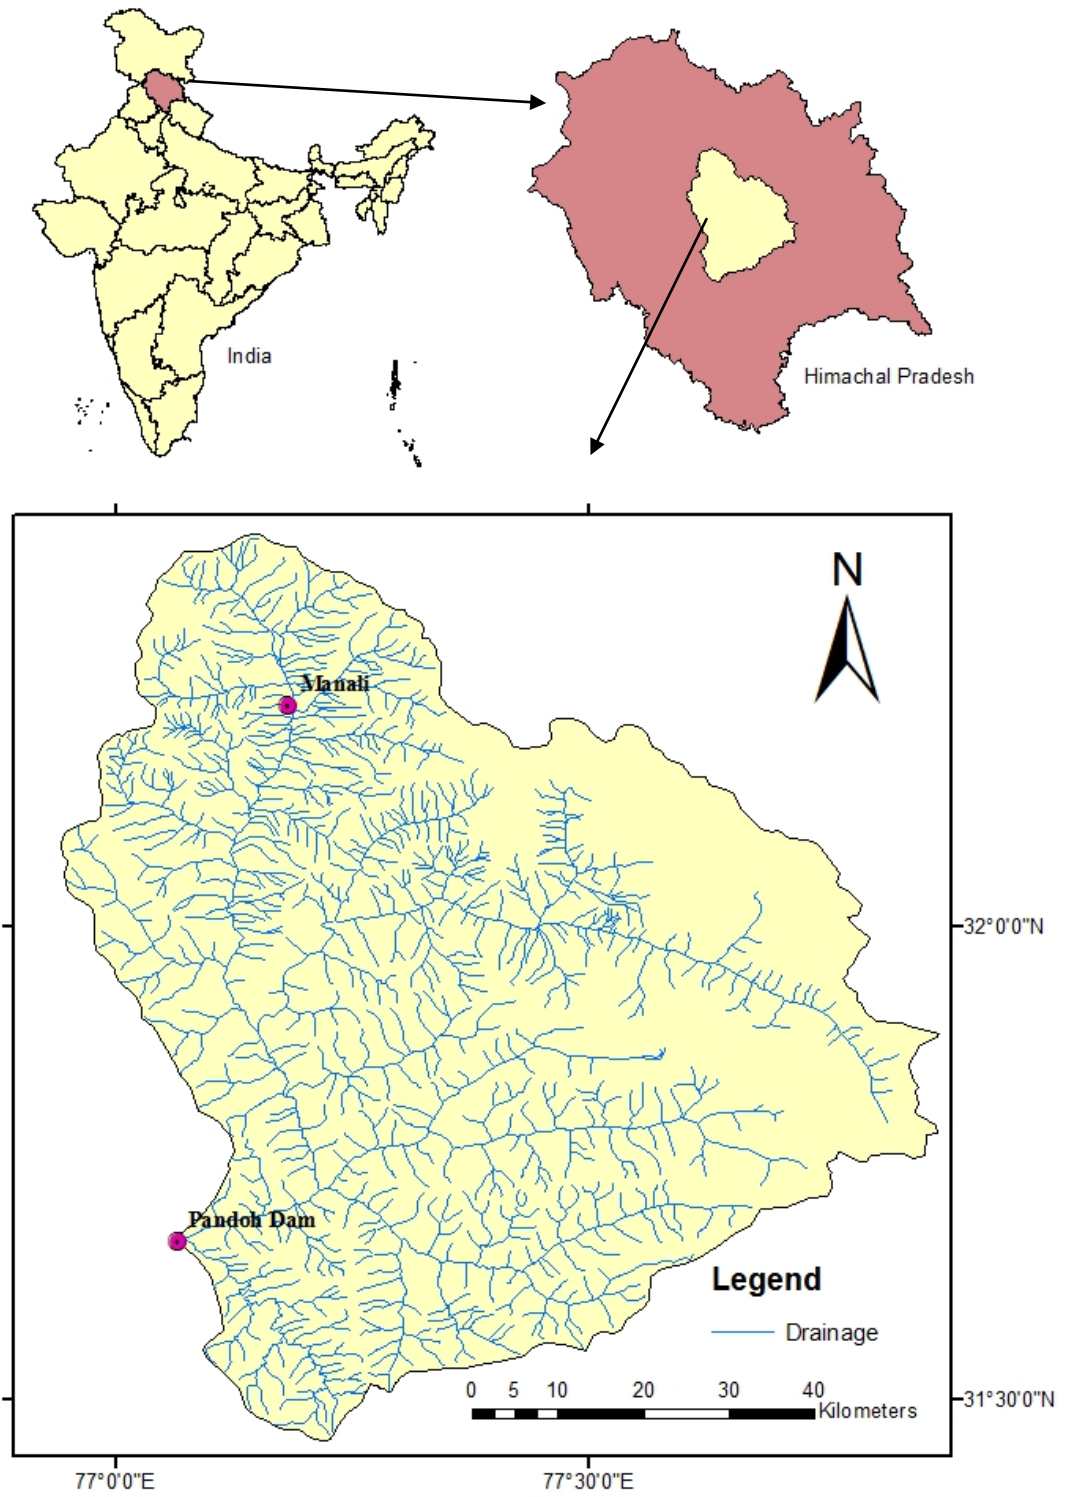 India
Himachal Pradesh
N
Manali
32°0'0"N
Pandoh Dam
Legend
Drainage
0 5 10 20 30 40
Kilometers
31°30'0"N
77°0'0"E 77°30'0"E